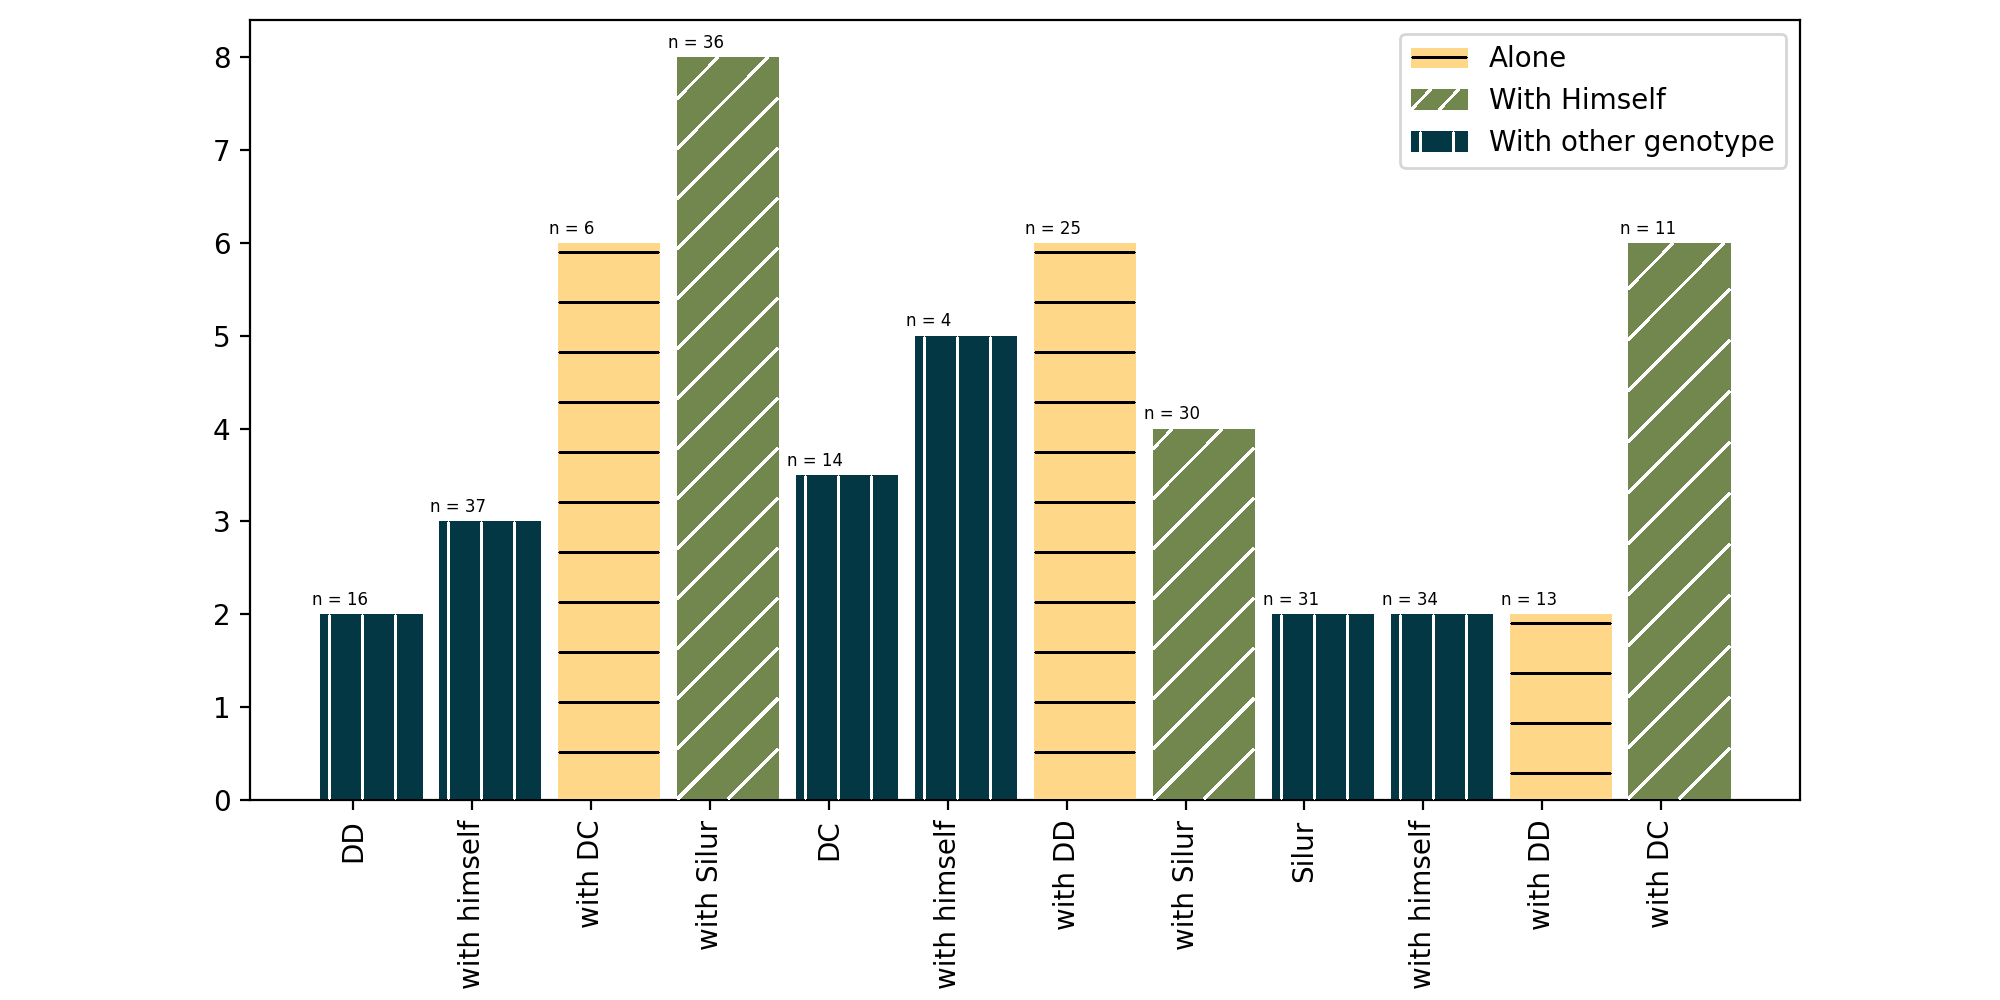 8
7
6
5
4
3
2
1
0
n = 16
n = 37
n = 6
n = 36
n = 14
n = 4
n = 25
n = 30
n = 31
n = 34
n = 13
n = 11
Alone
With Himself
With other genotype
DD
with himself
with DC
with Silur
DC
with himself
with DD
with Silur
Silur
with himself
with DD
with DC